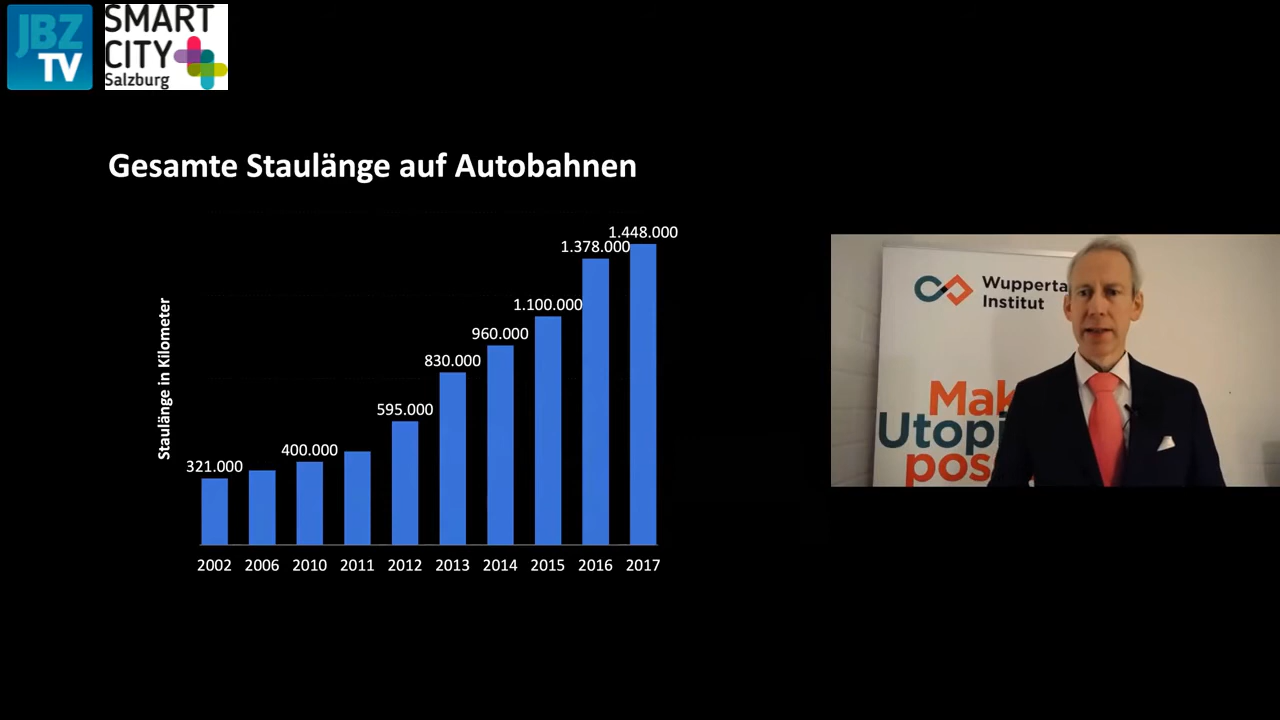 JBZ
TV
SMART
CITY
Salzburg
Gesamte Staulänge auf Autobahnen
Staulänge in Kilometer
321.000
400.000
595.000
830.000
960.000
1.100.000
1.378.000
1.448.000
2002 2006 2010 2011 2012 2013 2014 2015 2016 2017
Wupperta
Institut
Mak
Utopi
pos